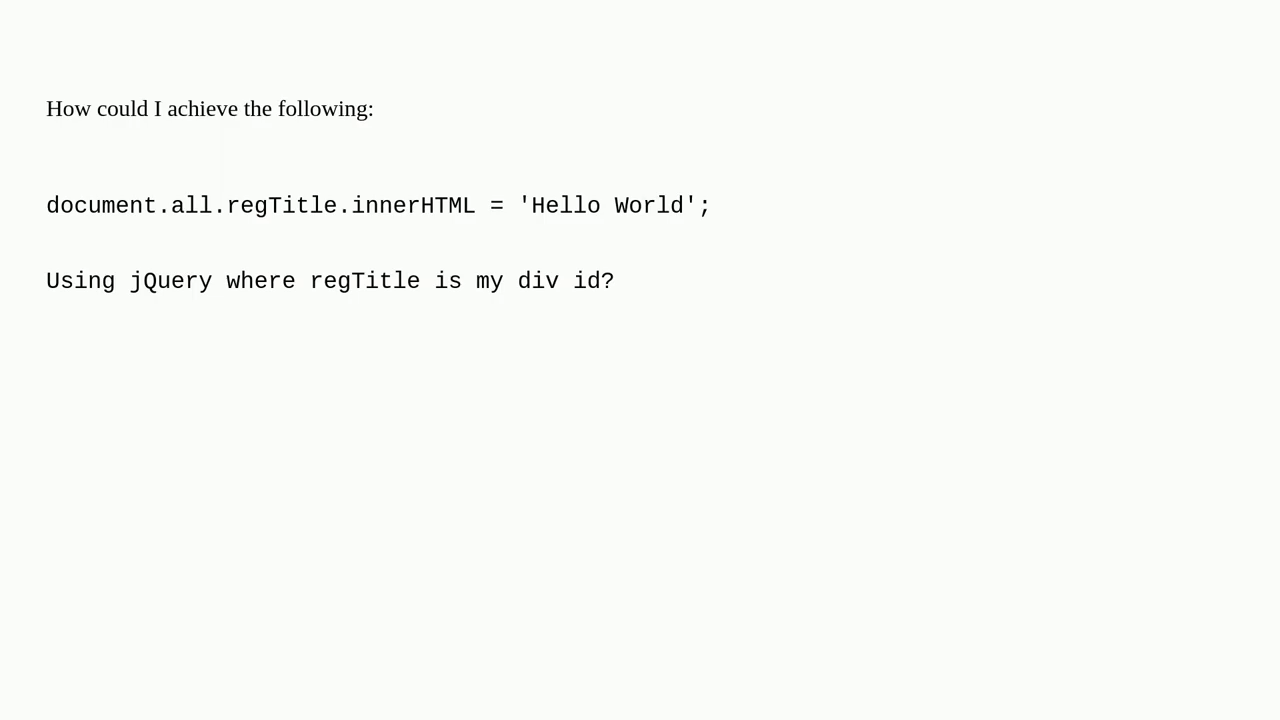 How could I achieve the following:
document.all.regTitle.innerHTML = 'Hello World';
Using jQuery where regTitle is my div id?